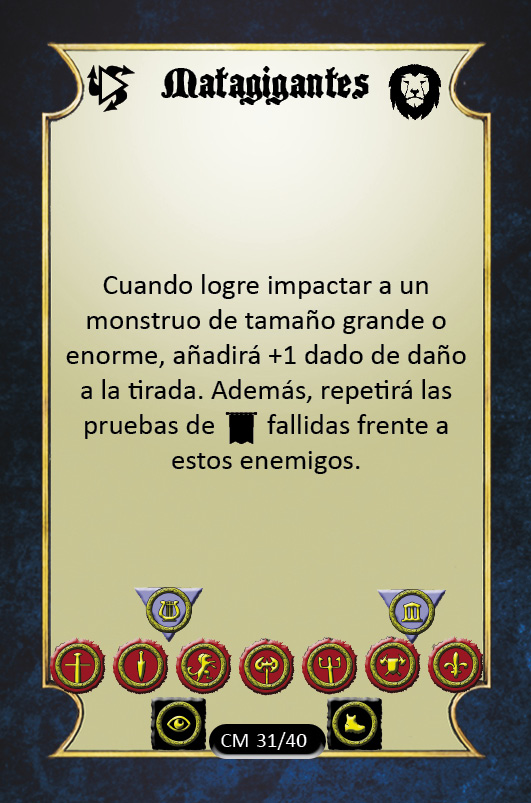 Matagigantes
Cuando logre impactar a un
monstruo de tamaño grande o
enorme, añadirá +1 dado de daño
a la tirada. Además, repetirá las
pruebas de fallidas frente a
estos enemigos.
CM 31/40